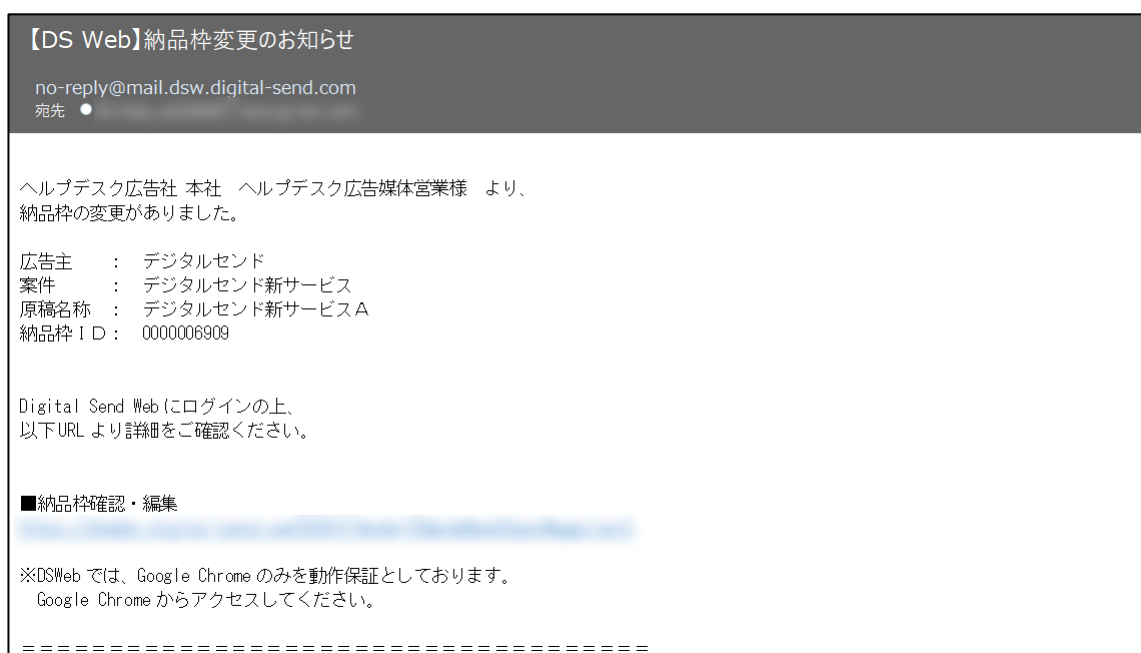 【DS Web】納品枠変更のお知らせ
no-reply@mail.dsw.digital-send.com
宛先
ヘルプデスク広告社 本社　ヘルプデスク広告媒体営業様　より、
納品枠の変更がありました。
広告主　　：　デジタルセンド
案件　　　：　デジタルセンド新サービス
原稿名称　：　デジタルセンド新サービスＡ
納品枠ＩＤ：　0000006909
Digital Send Webにログインの上、
以下URLより詳細をご確認ください。
■納品枠確認・編集
※DSWebでは、Google Chromeのみを動作保証としております。
Google Chromeからアクセスしてください。
＝＝＝＝＝＝＝＝＝＝＝＝＝＝＝＝＝＝＝＝＝＝＝＝＝＝＝＝＝＝＝＝＝＝＝